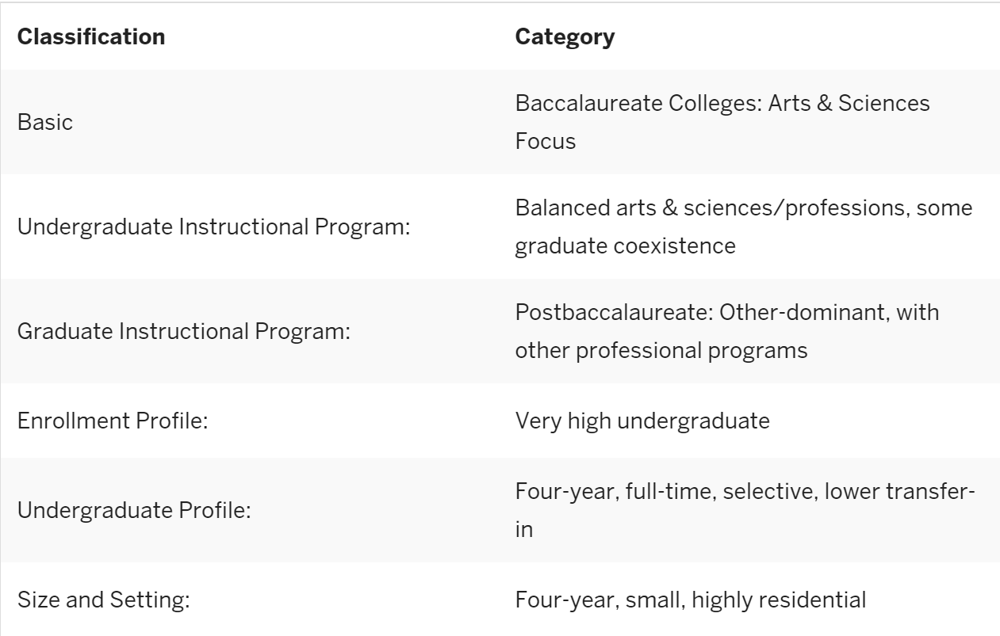 Classification
Category
Basic
Baccalaureate Colleges: Arts & Sciences
Focus
Undergraduate Instructional Program:
Balanced arts & sciences/professions, some
graduate coexistence
Graduate Instructional Program:
Postbaccalaureate: Other-dominant, with
other professional programs
Enrollment Profile:
Very high undergraduate
Undergraduate Profile:
Four-year, full-time, selective, lower transfer-
in
Size and Setting:
Four-year, small, highly residential